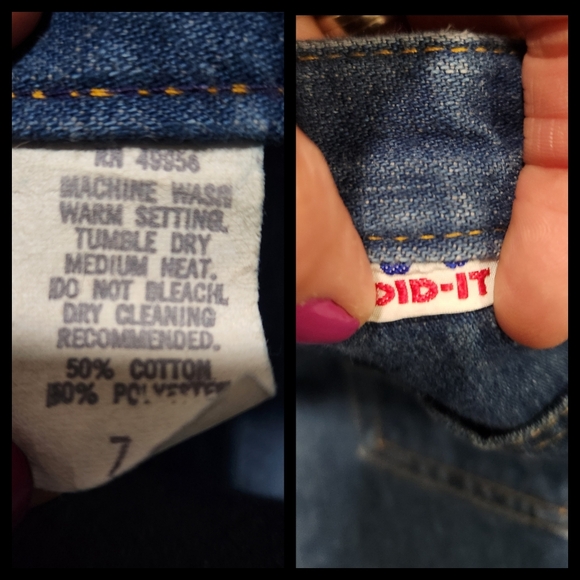 RN 49956
MACHINE WASH
WARM SETTING.
TUMBLE DRY
MEDIUM HEAT.
DO NOT BLEACH.
DRY CLEANING
RECOMMENDED.
50% COTTON
50% POLYESTER
7
DID-IT